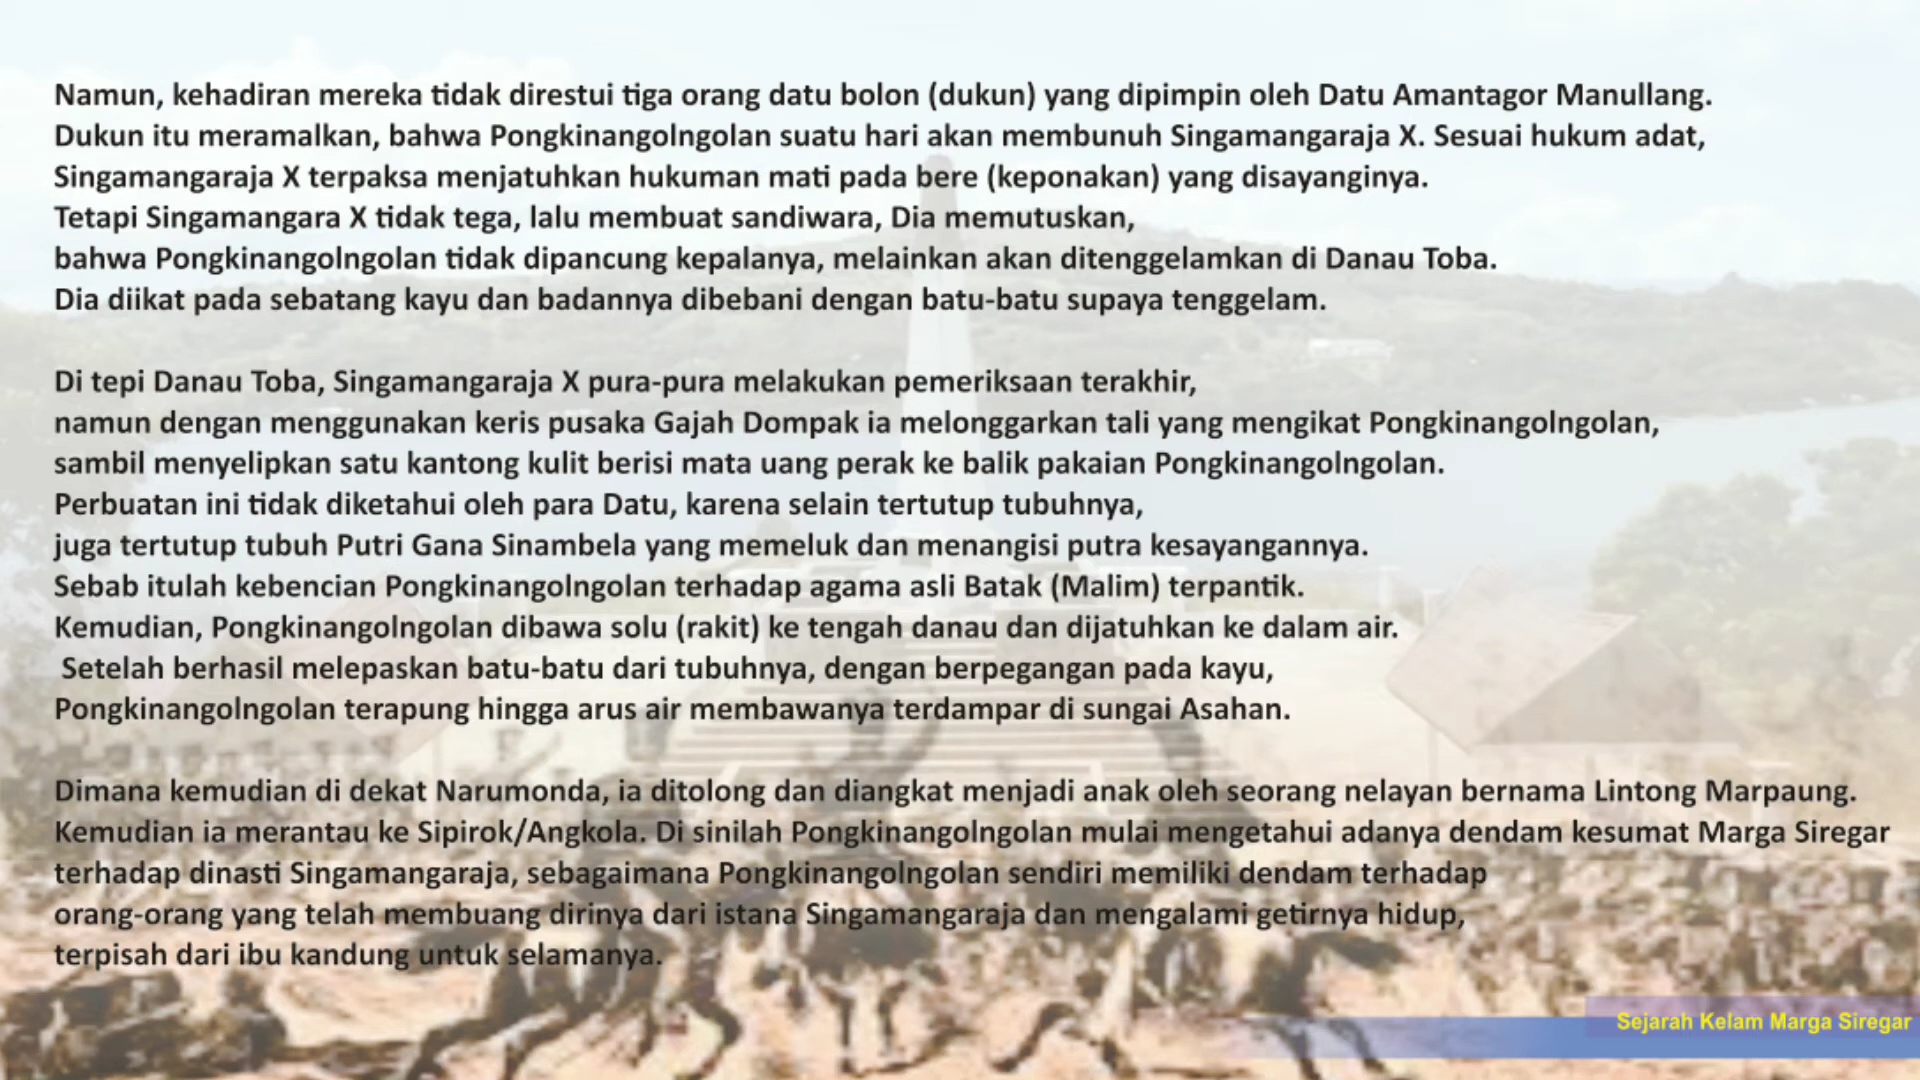 Namun, kehadiran mereka tidak direstui tiga orang datu bolon (dukun) yang dipimpin oleh Datu Amantagor Manullang.
Dukun itu meramalkan, bahwa Pongkinangolngolan suatu hari akan membunuh Singamangaraja X. Sesuai hukum adat,
Singamangaraja X terpaksa menjatuhkan hukuman mati pada bere (keponakan) yang disayanginya.
Tetapi Singamangara X tidak tega, lalu membuat sandiwara, Dia memutuskan,
bahwa Pongkinangolngolan tidak dipancung kepalanya, melainkan akan ditenggelamkan di Danau Toba.
Dia diikat pada sebatang kayu dan badannya dibebani dengan batu-batu supaya tenggelam.
Di tepi Danau Toba, Singamangaraja X pura-pura melakukan pemeriksaan terakhir,
namun dengan menggunakan keris pusaka Gajah Dompak ia melonggarkan tali yang mengikat Pongkinangolngolan,
sambil menyelipkan satu kantong kulit berisi mata uang perak ke balik pakaian Pongkinangolngolan.
Perbuatan ini tidak diketahui oleh para Datu, karena selain tertutup tubuhnya,
juga tertutup tubuh Putri Gana Sinambela yang memeluk dan menangisi putra kesayangannya.
Sebab itulah kebencian Pongkinangolngolan terhadap agama asli Batak (Malim) terpantik.
Kemudian, Pongkinangolngolan dibawa solu (rakit) ke tengah danau dan dijatuhkan ke dalam air.
Setelah berhasil melepaskan batu-batu dari tubuhnya, dengan berpegangan pada kayu,
Pongkinangolngolan terapung hingga arus air membawanya terdampar di sungai Asahan.
Dimana kemudian di dekat Narumonda, ia ditolong dan diangkat menjadi anak oleh seorang nelayan bernama Lintong Marpaung.
Kemudian ia merantau ke Sipirok/Angkola. Di sinilah Pongkinangolngolan mulai mengetahui adanya dendam kesumat Marga Siregar
terhadap dinasti Singamangaraja, sebagaimana Pongkinangolngolan sendiri memiliki dendam terhadap
orang-orang yang telah membuang dirinya dari istana Singamangaraja dan mengalami getirnya hidup,
terpisah dari ibu kandung untuk selamanya.
Sejarah Kelam Marga Siregar